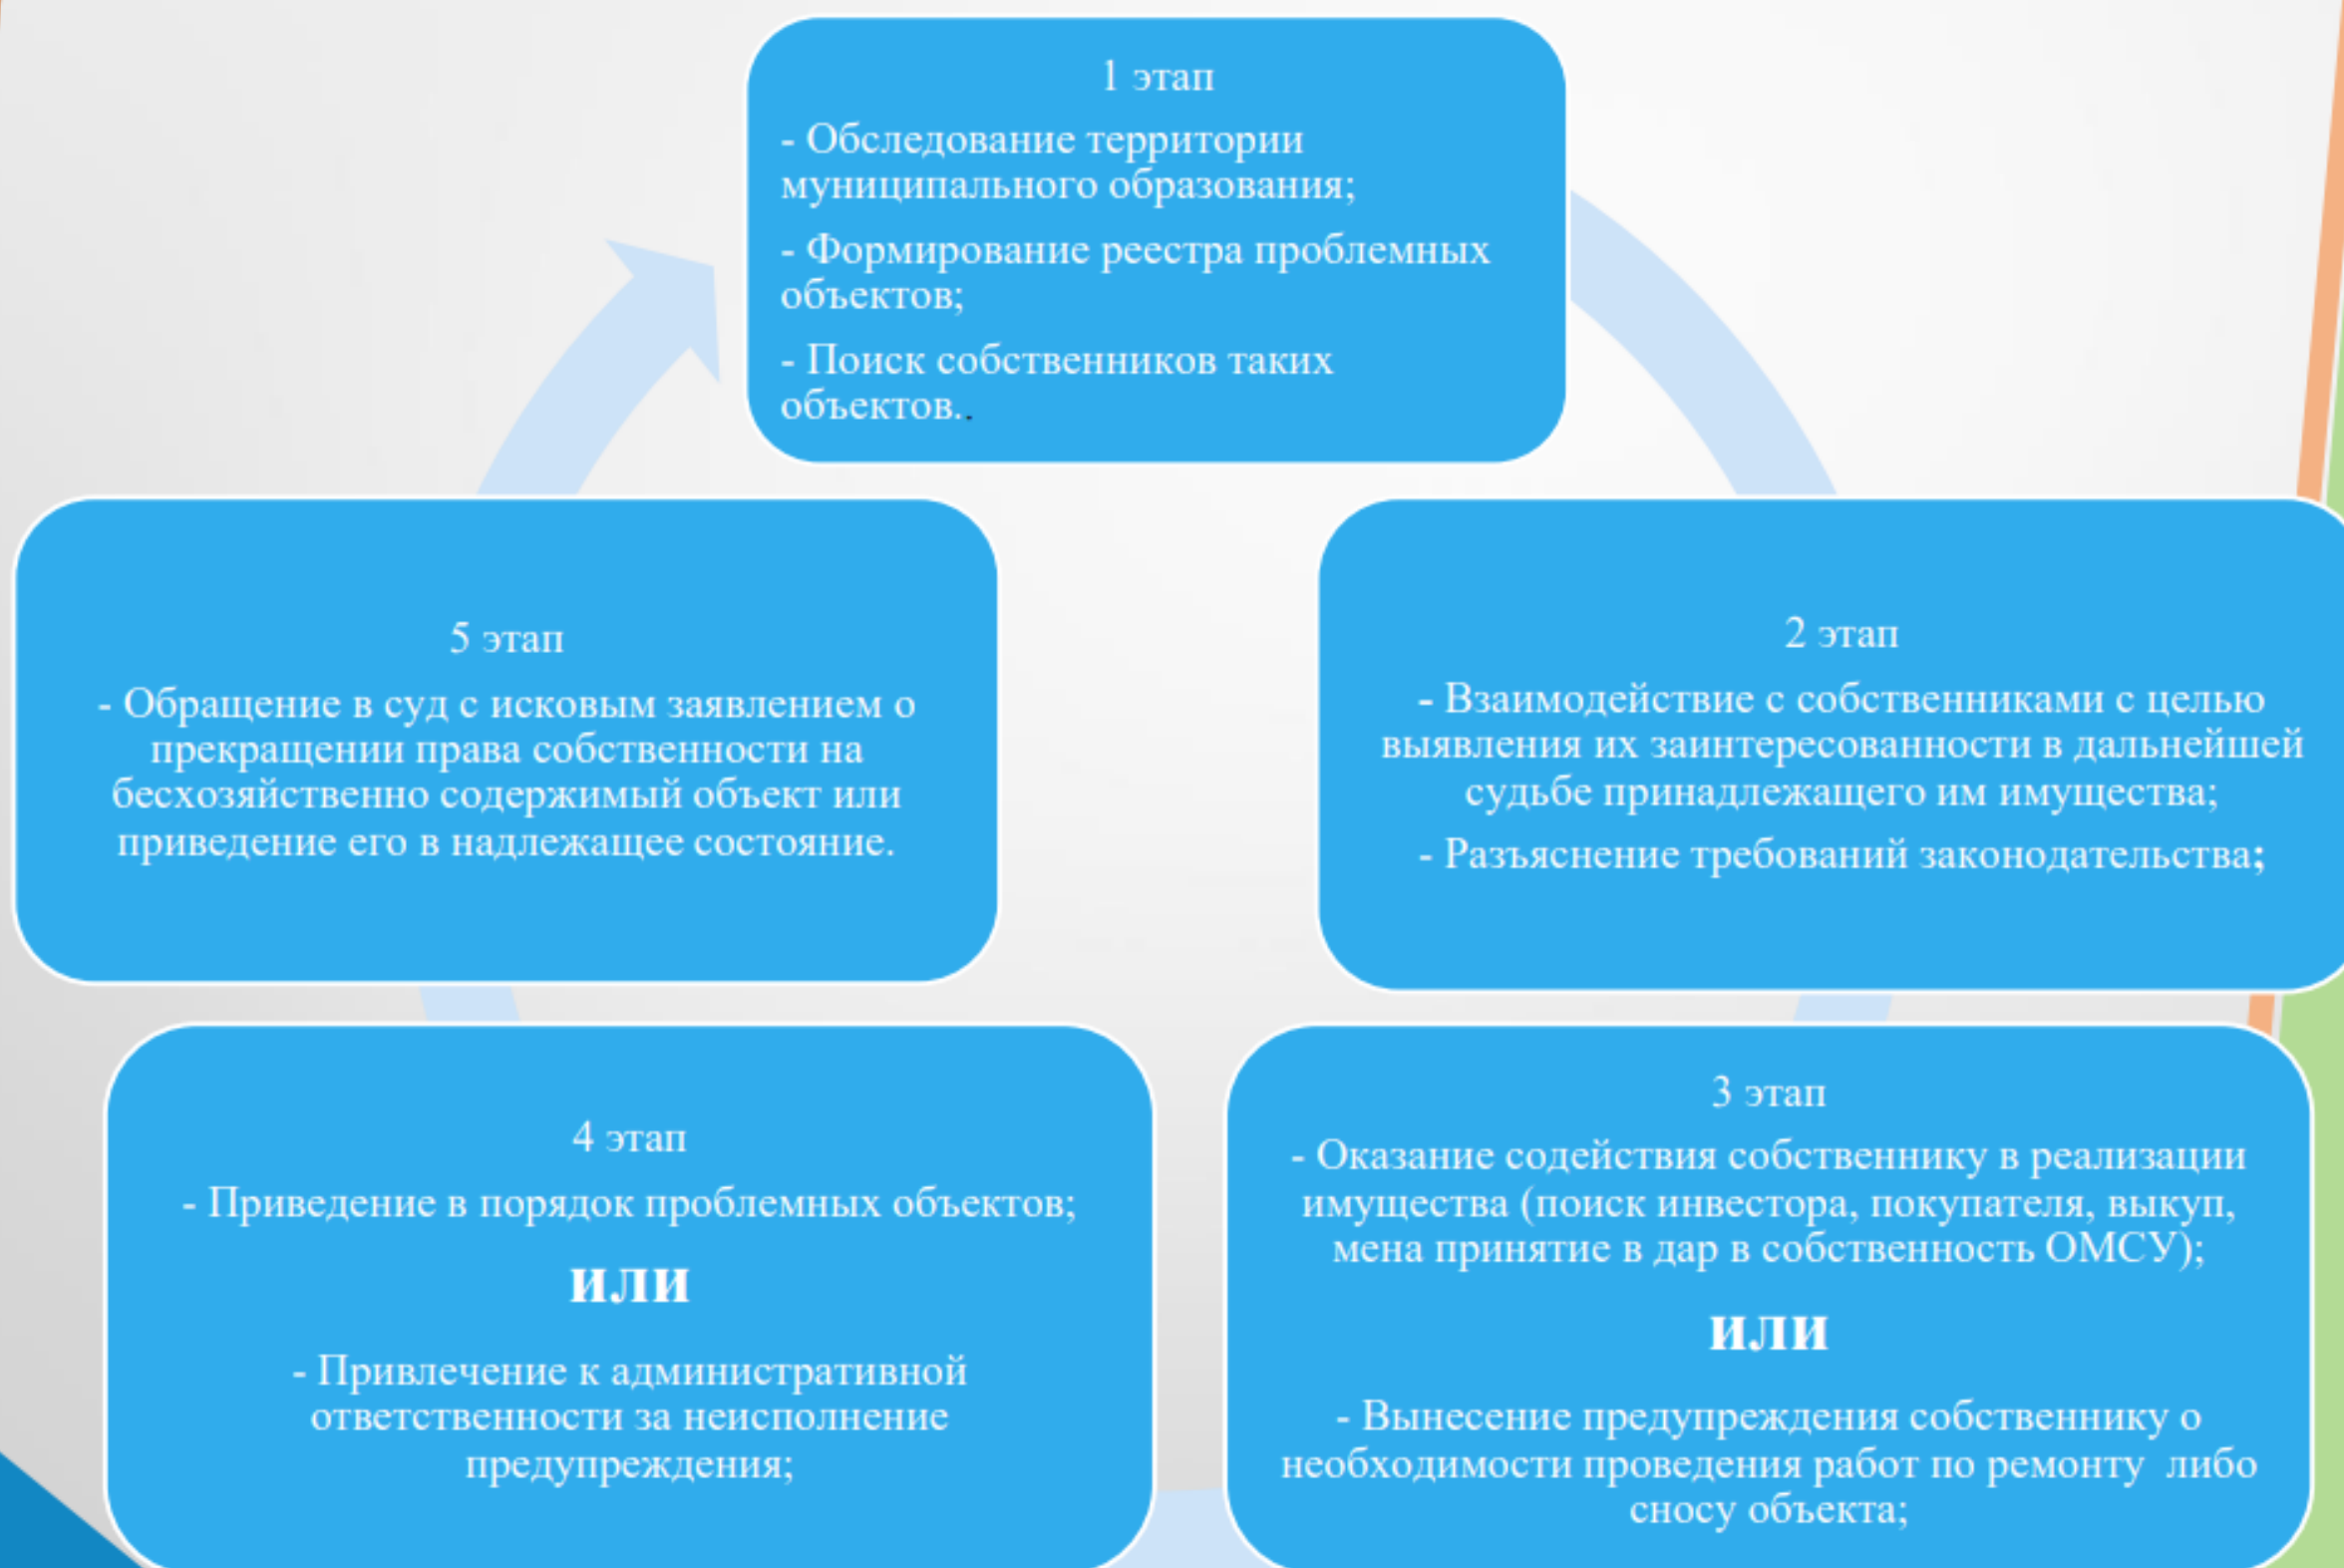 1 этап
- Обследование территории
муниципального образования;
- Формирование реестра проблемных
объектов;
- Поиск собственников таких
объектов..
2 этап
- Взаимодействие с собственниками с целью
выявления их заинтересованности в дальнейшей
судьбе принадлежащего им имущества;
- Разъяснение требований законодательства;
3 этап
- Оказание содействия собственнику в реализации
имущества (поиск инвестора, покупателя, выкуп,
мена принятие в дар в собственность ОМСУ);
или
- Вынесение предупреждения собственнику о
необходимости проведения работ по ремонту либо
сносу объекта;
4 этап
- Приведение в порядок проблемных объектов;
или
- Привлечение к административной
ответственности за неисполнение
предупреждения;
5 этап
- Обращение в суд с исковым заявлением о
прекращении права собственности на
бесхозяйственно содержимый объект или
приведение его в надлежащее состояние.